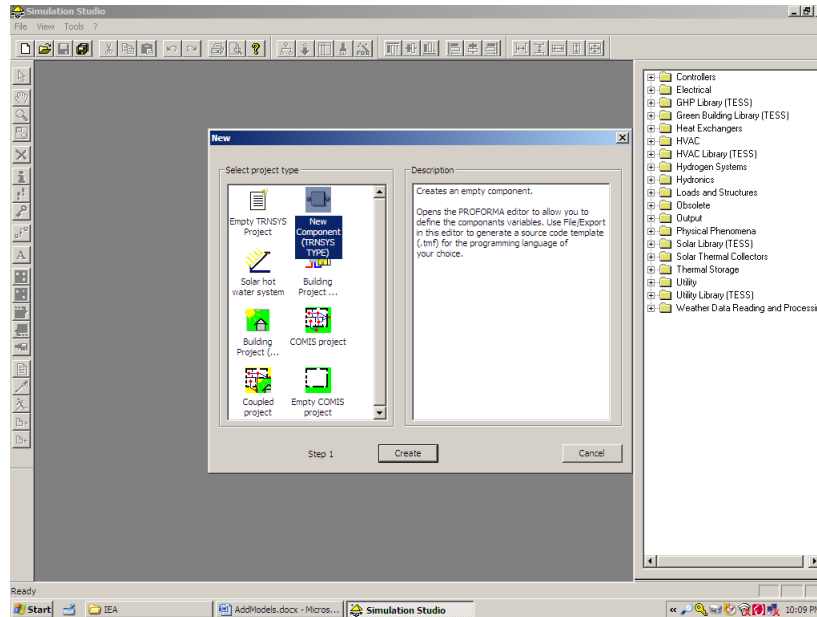 Simulation Studio
File View Tools ?
FOR
A
New
Select project type
Empty TRNSYS
Project
New
Component
(TRNSYS
TYPE)
Solar hot
water system
Building
Project ...
Building
Project (...
COMIS project
Coupled
project
Empty COMIS
project
Description
Creates an empty component.
Opens the PROFORMA editor to allow you to
define the componants variables. Use File/Export
in this editor to generate a source code template
(.tmf) for the programming language of
your choice.
Step 1
Create
Cancel
Controllers
Electrical
GHP Library (TESS)
Green Building Library (TESS)
Heat Exchangers
HVAC
HVAC Library (TESS)
Hydrogen Systems
Hydronics
Loads and Structures
Obsolete
Output
Physical Phenomena
Solar Library (TESS)
Solar Thermal Collectors
Thermal Storage
Utility
Utility Library (TESS)
Weather Data Reading and Processi
Ready
Start
IEA
AddModels.docx - Micros...
Simulation Studio
10:09 PM